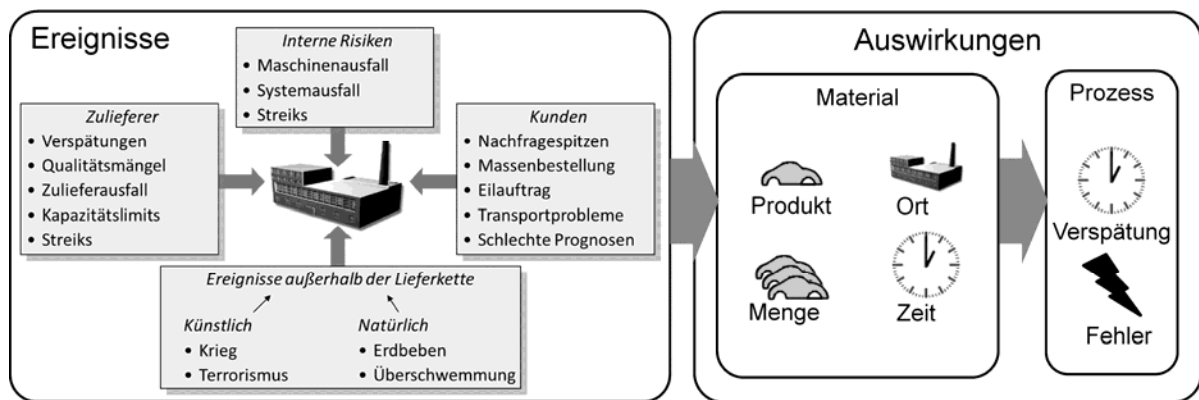 Ereignisse
Interne Risiken
• Maschinenausfall
• Systemausfall
• Streiks
Zulieferer
• Verspätungen
• Qualitätsmängel
• Zulieferausfall
• Kapazitätslimits
• Streiks
Kunden
• Nachfragespitzen
• Massenbestellung
• Eilauftrag
• Transportprobleme
• Schlechte Prognosen
Ereignisse außerhalb der Lieferkette
Künstlich
• Krieg
• Terrorismus
Natürlich
• Erdbeben
• Überschwemmung
Auswirkungen
Material
Produkt
Ort
Menge
Zeit
Prozess
Verspätung
Fehler